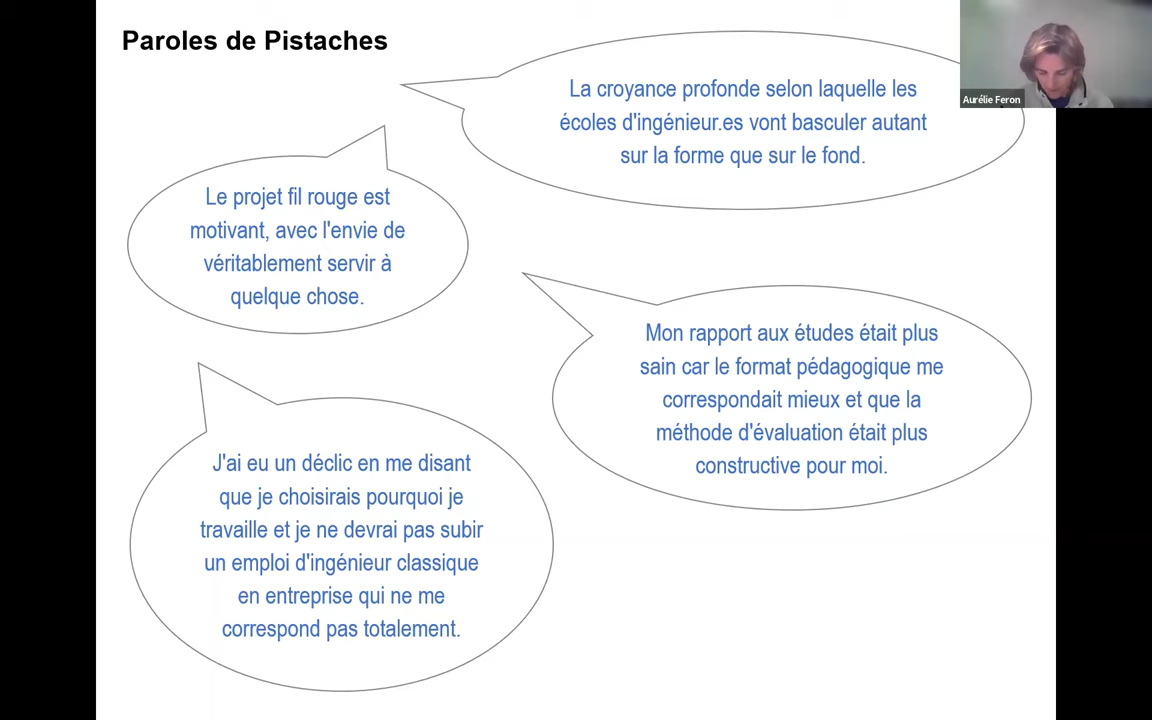 Paroles de Pistaches
La croyance profonde selon laquelle les
écoles d'ingénieur.es vont basculer autant
sur la forme que sur le fond.
Aurélie Feron
Le projet fil rouge est
motivant, avec l'envie de
véritablement servir à
quelque chose.
Mon rapport aux études était plus
sain car le format pédagogique me
correspondait mieux et que la
méthode d'évaluation était plus
constructive pour moi.
J'ai eu un déclic en me disant
que je choisirais pourquoi je
travaille et je ne devrai pas subir
un emploi d'ingénieur classique
en entreprise qui ne me
correspond pas totalement.